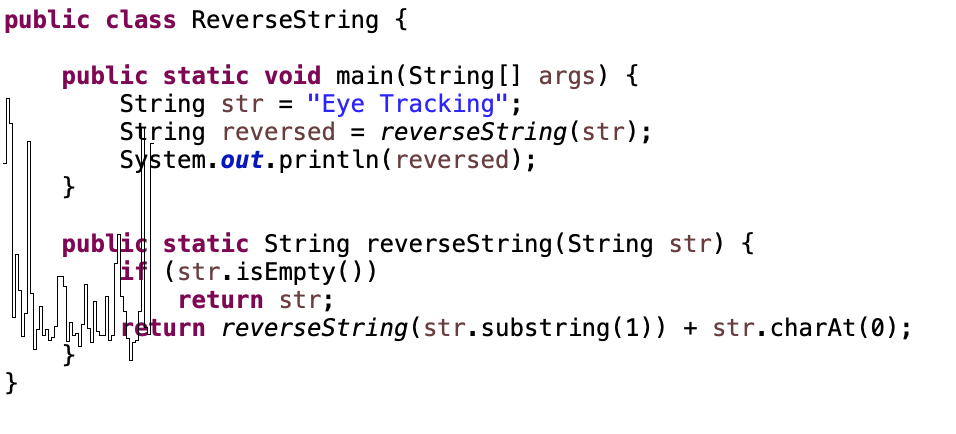 public class ReverseString {
public static void main(String[] args) {
String str = "Eye Tracking";
String reversed = reverseString(str);
System.out.println(reversed);
}
public static String reverseString(String str) {
if (str.isEmpty())
return str;
return reverseString(str.substring(1)) + str.charAt(0);
}
}